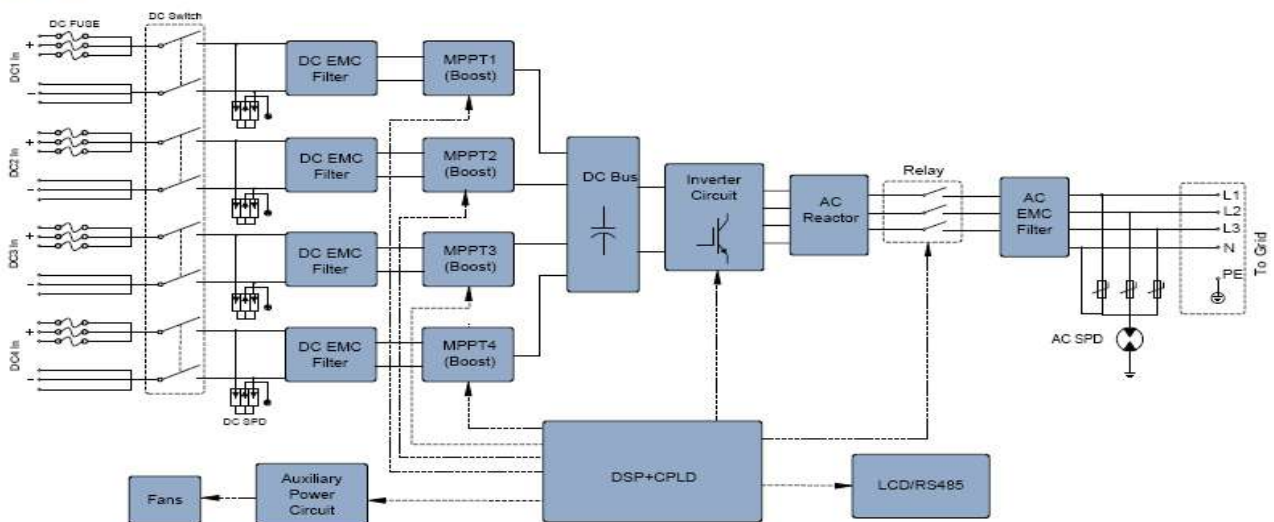 DC FUSE
DC Switch
DC1 In
+
−
DC EMC
Filter
MPPT1
(Boost)
DC2 In
+
−
DC EMC
Filter
MPPT2
(Boost)
DC3 In
+
−
DC EMC
Filter
MPPT3
(Boost)
DC4 In
+
−
DC EMC
Filter
MPPT4
(Boost)
DC SPD
DC Bus
Inverter
Circuit
AC
Reactor
Relay
AC
EMC
Filter
L1
L2
L3
N
PE
To Grid
AC SPD
DSP+CPLD
LCD/RS485
Auxiliary
Power
Circuit
Fans